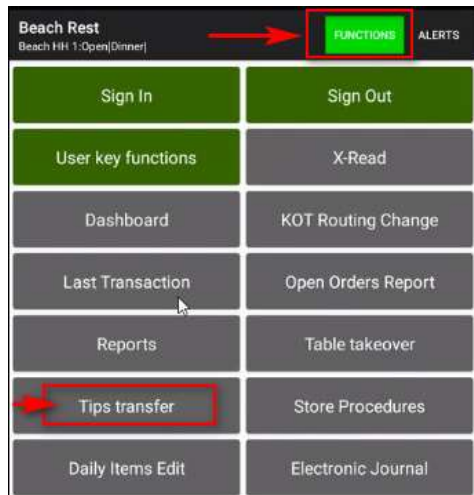 Beach Rest
Beach HH 1:Open|Dinner|
FUNCTIONS
ALERTS
Sign In
Sign Out
User key functions
X-Read
Dashboard
KOT Routing Change
Last Transaction
Open Orders Report
Reports
Table takeover
Tips transfer
Store Procedures
Daily Items Edit
Electronic Journal